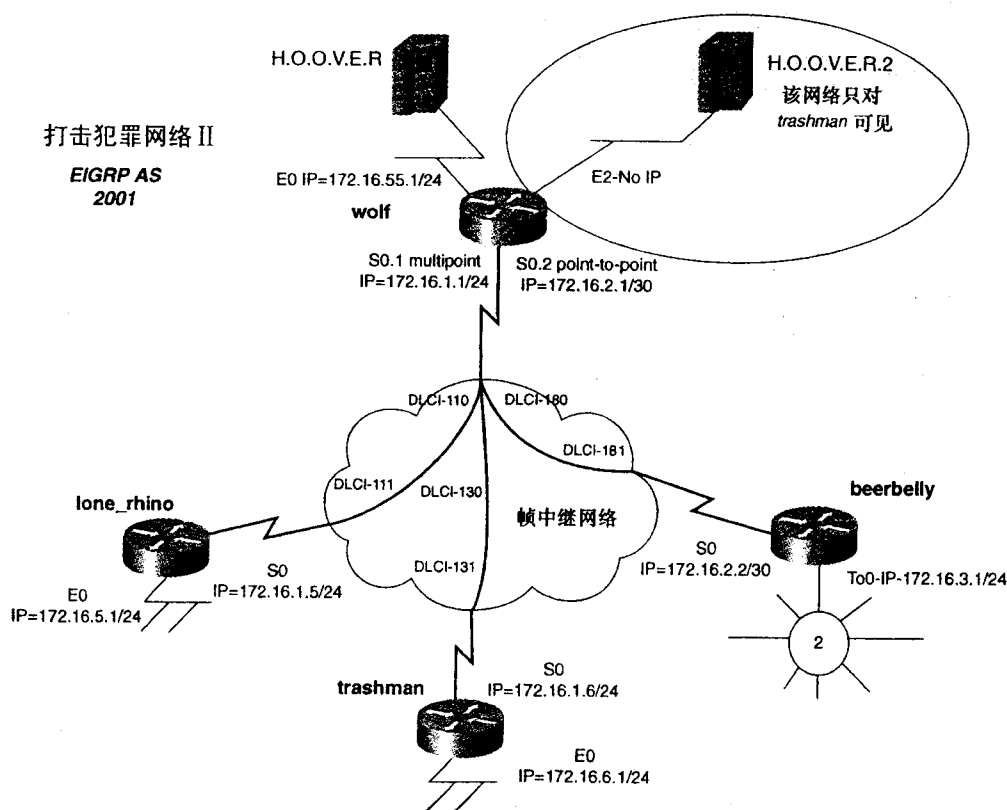 H.O.O.V.E.R
H.O.O.V.E.R.2
该网络只对
trashman 可见
打击犯罪网络 II
EIGRP AS
2001
E0 IP=172.16.55.1/24
E2-No IP
wolf
S0.1 multipoint
IP=172.16.1.1/24
S0.2 point-to-point
IP=172.16.2.1/30
DLCI-110
DLCI-180
DLCI-181
DLCI-111
DLCI-130
lone_rhino
beerbelly
帧中继网络
DLCI-131
S0
IP=172.16.2.2/30
S0
IP=172.16.1.5/24
To0-IP-172.16.3.1/24
E0
IP=172.16.5.1/24
2
trashman
S0
IP=172.16.1.6/24
E0
IP=172.16.6.1/24